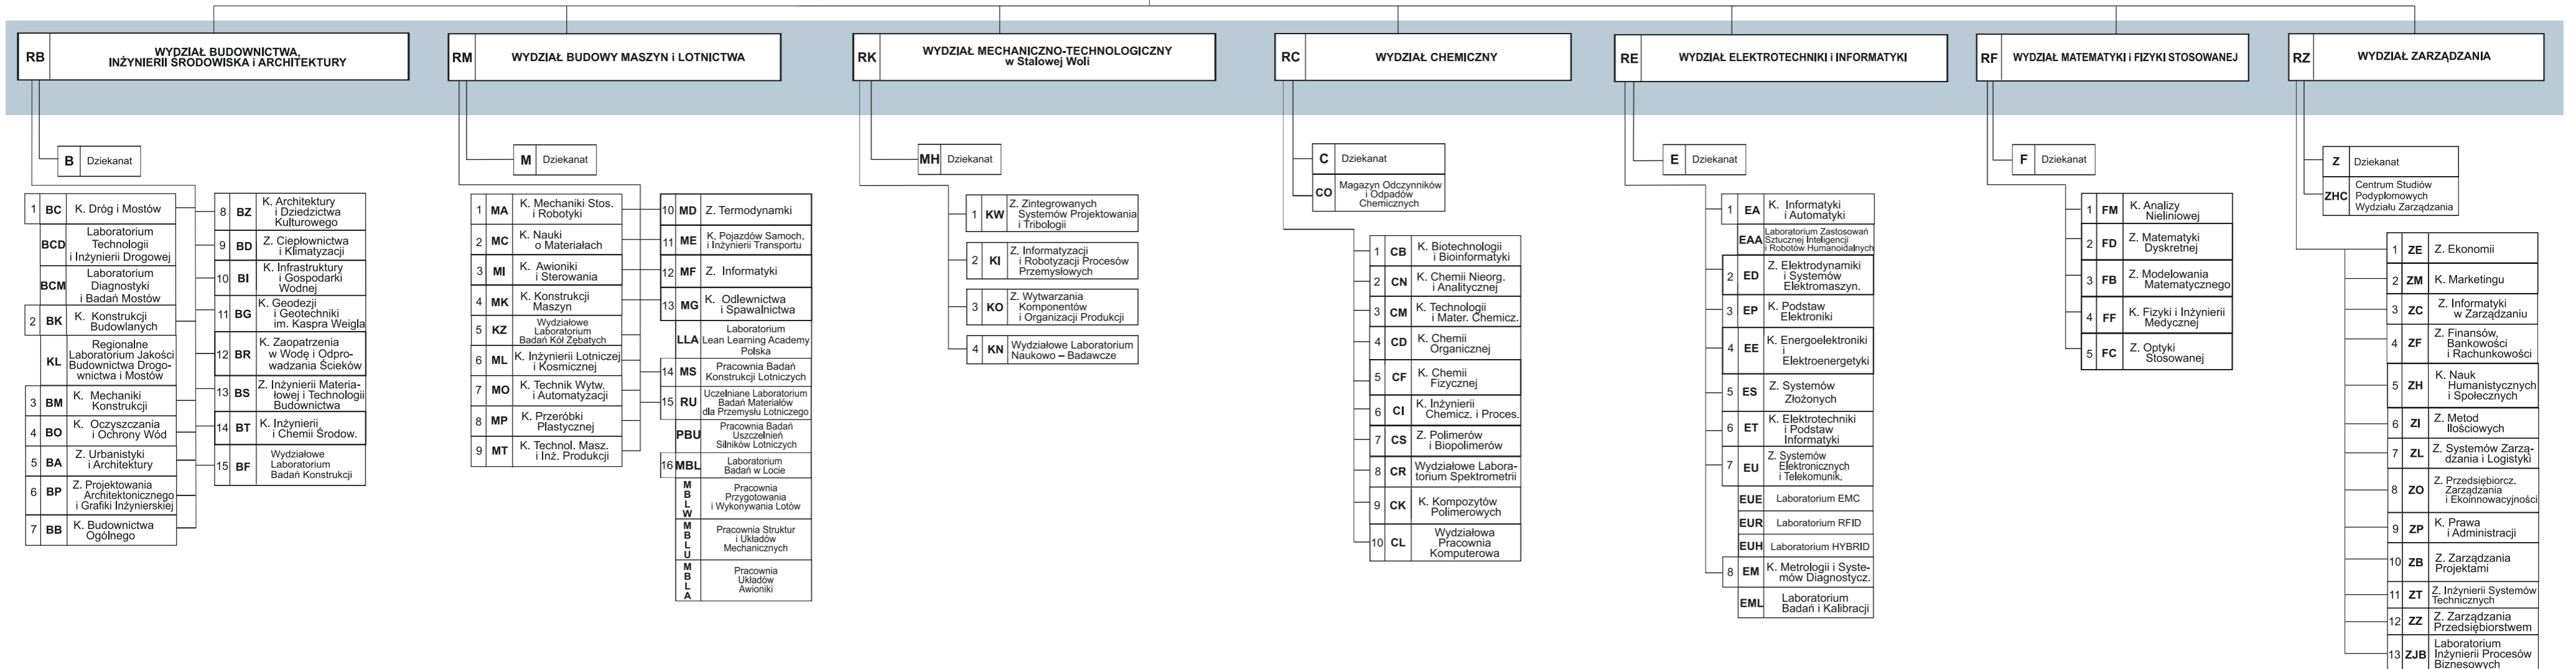 RB
WYDZIAŁ BUDOWNICTWA,
INŻYNIERII ŚRODOWISKA i ARCHITEKTURY
B Dziekanat
1 BC K. Dróg i Mostów
BCD Laboratorium
Technologii
i Inżynierii Drogowej
BCM Laboratorium
Diagnostyki
i Badań Mostów
2 BK K. Konstrukcji
Budowlanych
KL Regionalne
Laboratorium Jakości
Budownictwa Drogo-
wnictwa i Mostów
3 BM K. Mechaniki
Konstrukcji
4 BO K. Oczyszczania
i Ochrony Wód
5 BA Z. Urbanistyki
i Architektury
6 BP Z. Projektowania
Architektonicznego
i Grafiki Inżynierskiej
7 BB K. Budownictwa
Ogólnego
8 BZ K. Architektury
i Dziedzictwa
Kulturowego
9 BD Z. Ciepłownictwa
i Klimatyzacji
10 BI K. Infrastruktury
i Gospodarki
Wodnej
11 BG K. Geodezji
i Geotechniki
im. Kaspra Weigla
12 BR K. Zaopatrzenia
w Wodę i Odpro-
wadzania Ścieków
13 BS Z. Inżynierii Materia-
łowej i Technologii
Budownictwa
14 BT K. Inżynierii
i Chemii Środow.
15 BF Wydziałowe
Laboratorium
Badań Konstrukcji
RM WYDZIAŁ BUDOWY MASZYN i LOTNICTWA
M Dziekanat
1 MA K. Mechaniki Stos.
i Robotyki
2 MC K. Nauki
o Materiałach
3 MI K. Awioniki
i Sterowania
4 MK K. Konstrukcji
Maszyn
5 KZ Wydziałowe
Laboratorium
Badań Kół Zębatych
6 ML K. Inżynierii Lotniczej
i Kosmicznej
7 MO K. Technik Wytw.
i Automatyzacji
8 MP K. Przeróbki
Plastycznej
9 MT K. Technol. Masz.
i Inż. Produkcji
10 MD Z. Termodynamki
11 ME K. Pojazdów Samoch.
i Inżynierii Transportu
12 MF Z. Informatyki
13 MG K. Odlewnictwa
i Spawalnictwa
LLA Laboratorium
Lean Learning Academy
Polska
14 MS Pracownia Badań
Konstrukcji Lotniczych
15 RU Uczelniane Laboratorium
Badań Materiałów
dla Przemysłu Lotniczego
PBU Pracownia Badań
Uszczelnień
Silników Lotniczych
16 MBL Laboratorium
Badań w Locie
MBLW Pracownia
Przygotowania
i Wykonywania Lotów
MBLU Pracownia Struktur
i Układów
Mechanicznych
MBLA Pracownia
Układów
Awioniki
RK WYDZIAŁ MECHANICZNO-TECHNOLOGICZNY
w Stalowej Woli
MH Dziekanat
1 KW Z. Zintegrowanych
Systemów Projektowania
i Tribologii
2 KI Z. Informatyzacji
i Robotyzacji Procesów
Przemysłowych
3 KO Z. Wytwarzania
Komponentów
i Organizacji Produkcji
4 KN Wydziałowe Laboratorium
Naukowo – Badawcze
RC WYDZIAŁ CHEMICZNY
C Dziekanat
CO Magazyn Odczynników
i Odpadów
Chemicznych
1 CB K. Biotechnologii
i Bioinformatyki
2 CN K. Chemii Nieorg.
i Analitycznej
3 CM K. Technologii
i Mater. Chemicz.
4 CD K. Chemii
Organicznej
5 CF K. Chemii
Fizycznej
6 CI K. Inżynierii
Chemicz. i Proces.
7 CS Z. Polimerów
i Biopolimerów
8 CR Wydziałowe Labora-
torium Spektrometrii
9 CK K. Kompozytów
Polimerowych
10 CL Wydziałowa
Pracownia
Komputerowa
RE WYDZIAŁ ELEKTROTECHNIKI i INFORMATYKI
E Dziekanat
1 EA K. Informatyki
i Automatyki
EAA Laboratorium Zastosowań
Sztucznej Inteligencji
i Robotów Humanoidalnych
2 ED Z. Elektrodynamiki
i Systemów
Elektromaszyn.
3 EP K. Podstaw
Elektroniki
4 EE K. Energoelektroniki
i
Elektroenergetyki
5 ES Z. Systemów
Złożonych
6 ET K. Elektrotechniki
i Podstaw
Informatyki
7 EU Z. Systemów
Elektronicznych
i Telekomunik.
EUE Laboratorium EMC
EUR Laboratorium RFID
EUH Laboratorium HYBRID
8 EM K. Metrologii i Syste-
mów Diagnostycz.
EML Laboratorium
Badań i Kalibracji
RF WYDZIAŁ MATEMATYKI i FIZYKI STOSOWANEJ
F Dziekanat
1 FM K. Analizy
Nieliniowej
2 FD Z. Matematyki
Dyskretnej
3 FB Z. Modelowania
Matematycznego
4 FF K. Fizyki i Inżynierii
Medycznej
5 FC Z. Optyki
Stosowanej
RZ WYDZIAŁ ZARZĄDZANIA
Z Dziekanat
ZHC Centrum Studiów
Podyplomowych
Wydziału Zarządzania
1 ZE Z. Ekonomii
2 ZM K. Marketingu
3 ZC Z. Informatyki
w Zarządzaniu
4 ZF Z. Finansów,
Bankowości
i Rachunkowości
5 ZH K. Nauk
Humanistycznych
i Społecznych
6 ZI Z. Metod
Ilościowych
7 ZL Z. Systemów Zarzą-
dzania i Logistyki
8 ZO Z. Przedsiębiorcz.
Zarządzania
i Ekoinnowacyjności
9 ZP K. Prawa
i Administracji
10 ZB Z. Zarządzania
Projektami
11 ZT Z. Inżynierii Systemów
Technicznych
12 ZZ Z. Zarządzania
Przedsiębiorstwem
13 ZJB Laboratorium
Inżynierii Procesów
Biznesowych